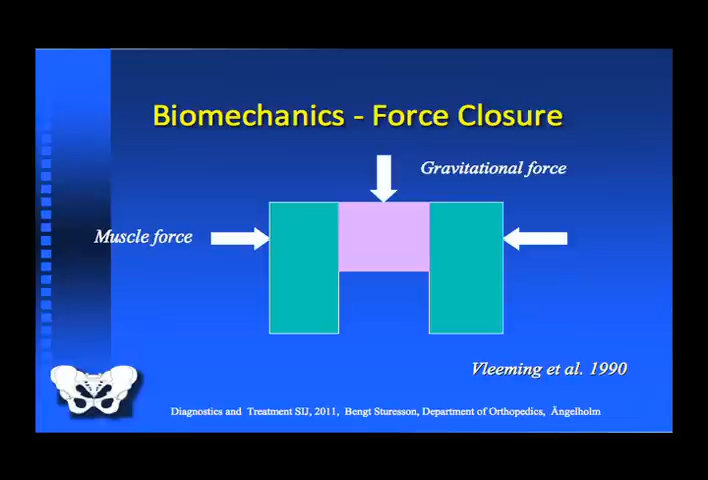 Biomechanics - Force Closure
Gravitational force
Muscle force
Vleeming et al. 1990
Diagnostics and Treatment SIJ, 2011, Bengt Sturesson, Department of Orthopedics, Ängelholm